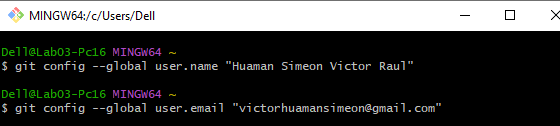 MINGW64:/c/Users/Dell
Dell@Lab03-Pc16 MINGW64 ~
$ git config --global user.name "Huaman Simeon Victor Raul"
Dell@Lab03-Pc16 MINGW64 ~
$ git config --global user.email "victorhuamansimeon@gmail.com"